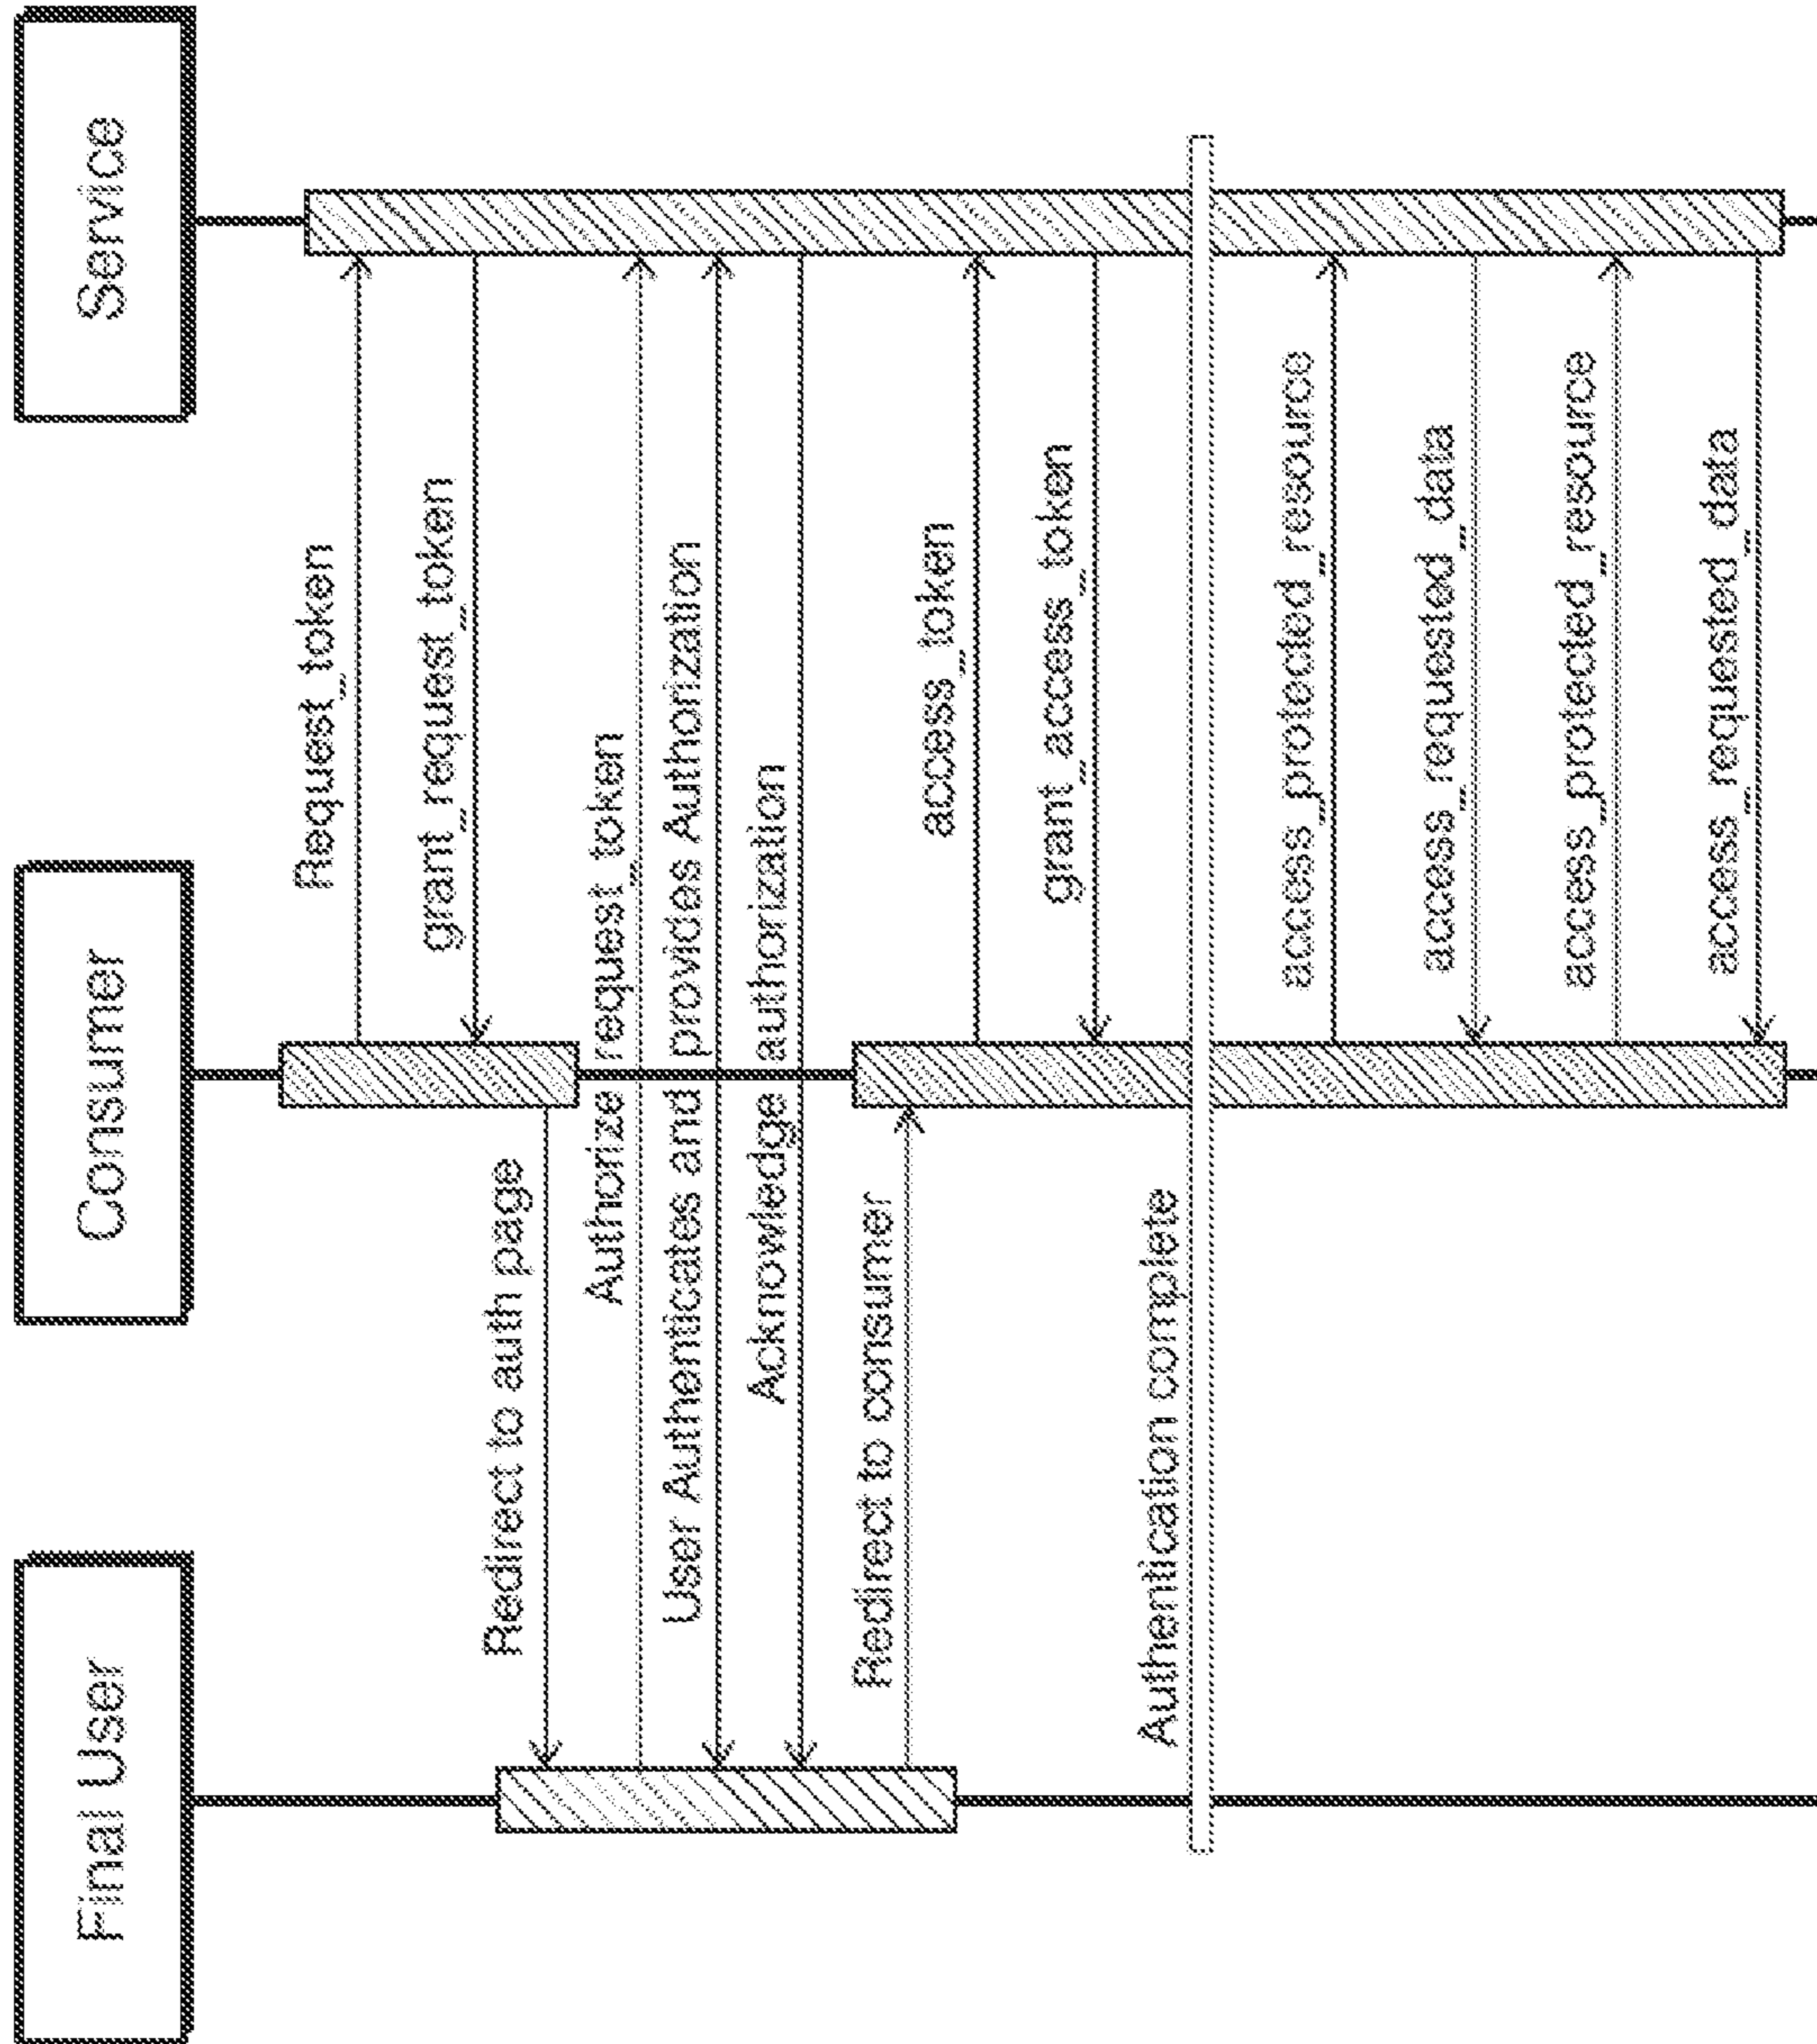 Final User
Consumer
Service
Request_token
grant_request_token
Redirect to auth page
Authorize request_token
User Authenticates and provides Authorization
Acknowledge authorization
Redirect to consumer
access_token
grant_access_token
Authentication complete
access_protected_resource
access_requested_data
access_protected_resource
access_requested_data